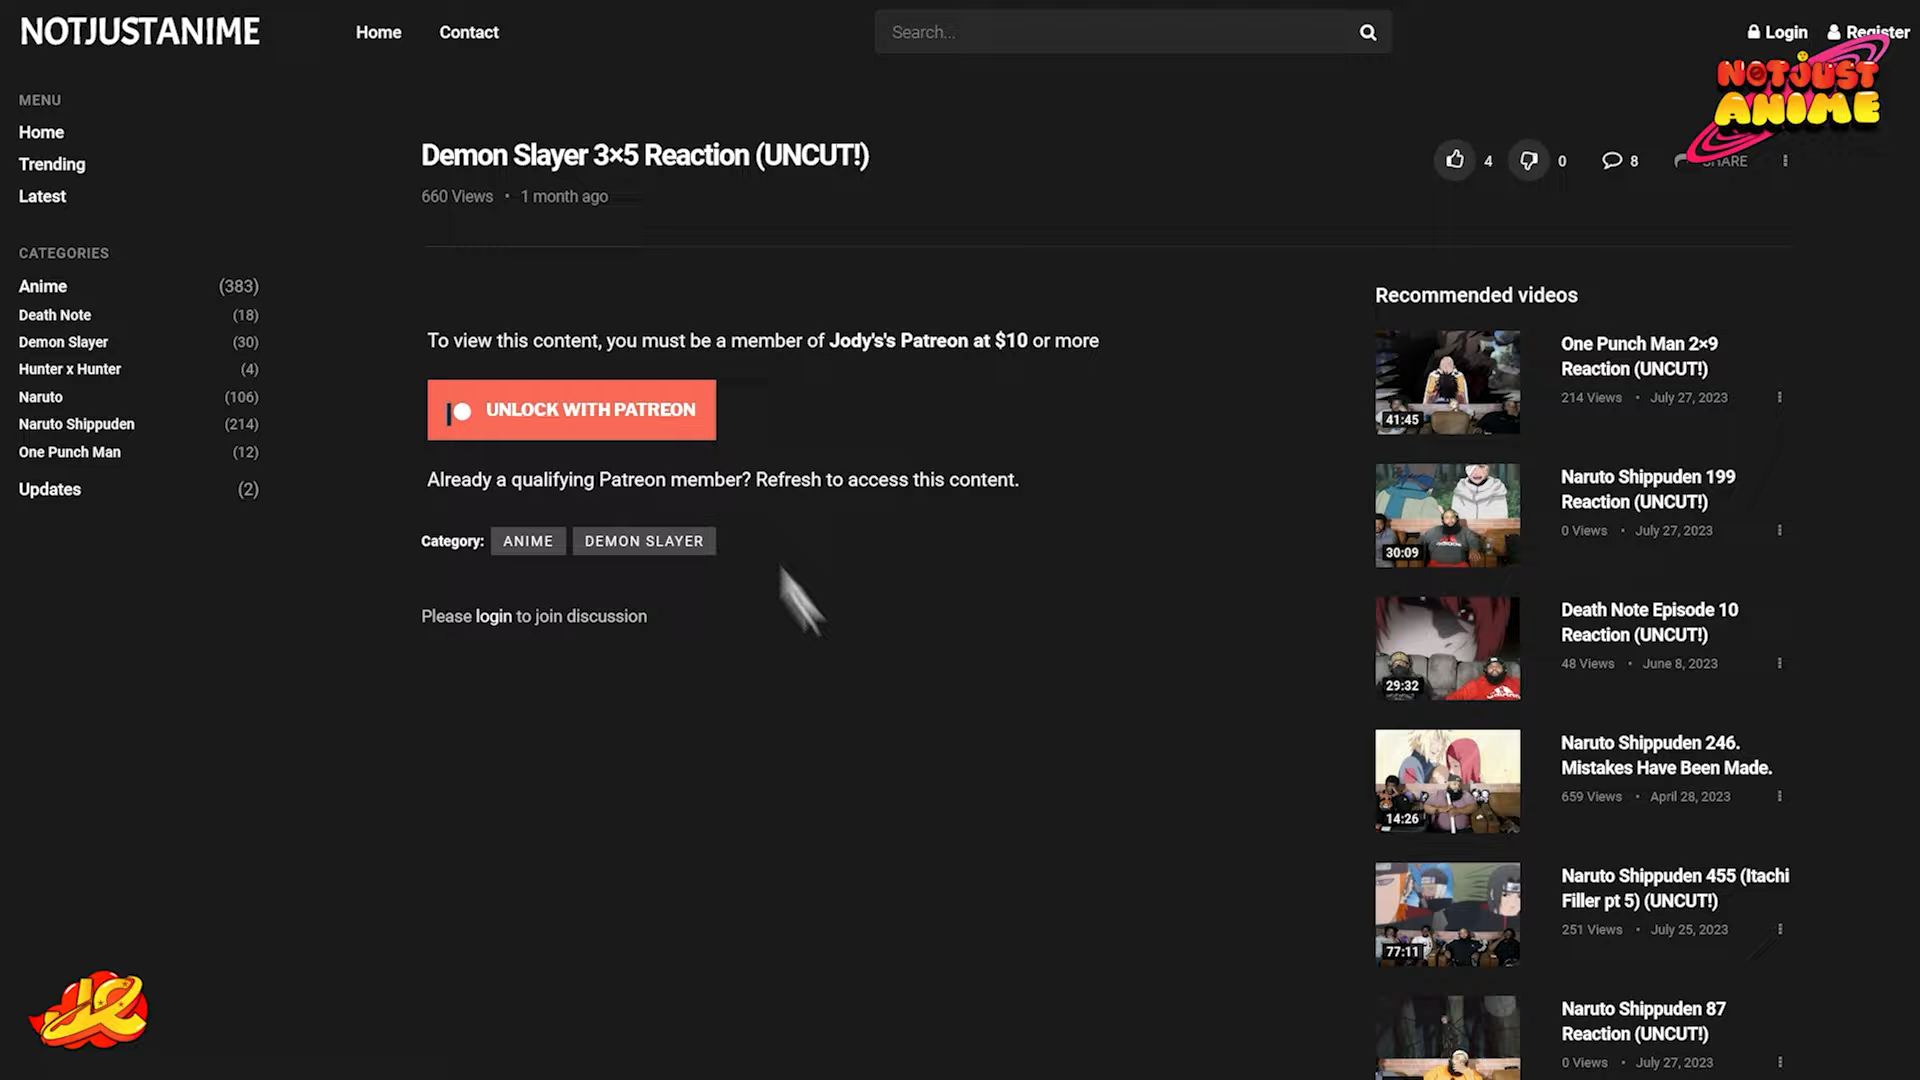 NOTJUSTANIME
Home
Contact
Search...
Login
Register
NOTJUST
ANIME
MENU
Home
Trending
Latest
CATEGORIES
Anime (383)
Death Note (18)
Demon Slayer (30)
Hunter x Hunter (4)
Naruto (106)
Naruto Shippuden (214)
One Punch Man (12)
Updates (2)
Demon Slayer 3×5 Reaction (UNCUT!)
660 Views • 1 month ago
4
0
8
SHARE
To view this content, you must be a member of Jody's's Patreon at $10 or more
UNLOCK WITH PATREON
Already a qualifying Patreon member? Refresh to access this content.
Category: ANIME DEMON SLAYER
Please login to join discussion
Recommended videos
41:45
One Punch Man 2×9
Reaction (UNCUT!)
214 Views • July 27, 2023
30:09
Naruto Shippuden 199
Reaction (UNCUT!)
0 Views • July 27, 2023
29:32
Death Note Episode 10
Reaction (UNCUT!)
48 Views • June 8, 2023
14:26
Naruto Shippuden 246.
Mistakes Have Been Made.
659 Views • April 28, 2023
77:11
Naruto Shippuden 455 (Itachi
Filler pt 5) (UNCUT!)
251 Views • July 25, 2023
Naruto Shippuden 87
Reaction (UNCUT!)
0 Views • July 27, 2023